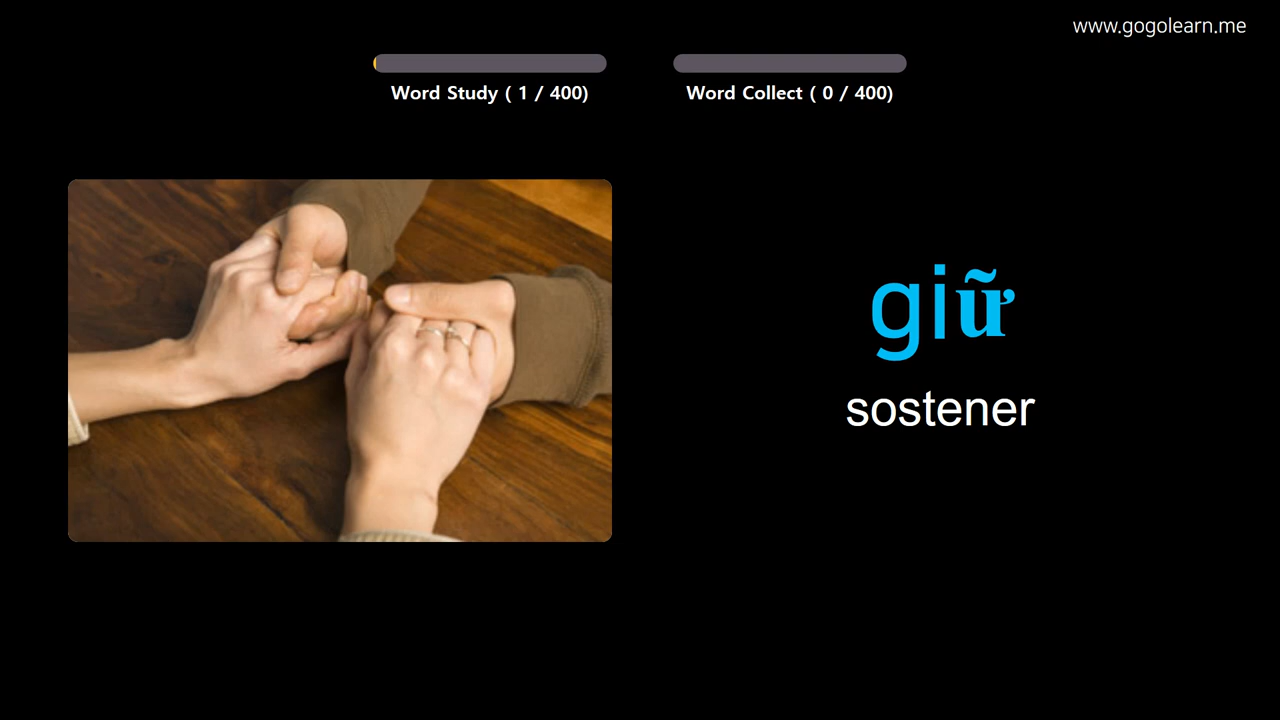 www.gogolearn.me
Word Study ( 1 / 400)
Word Collect ( 0 / 400)
giữ
sostener